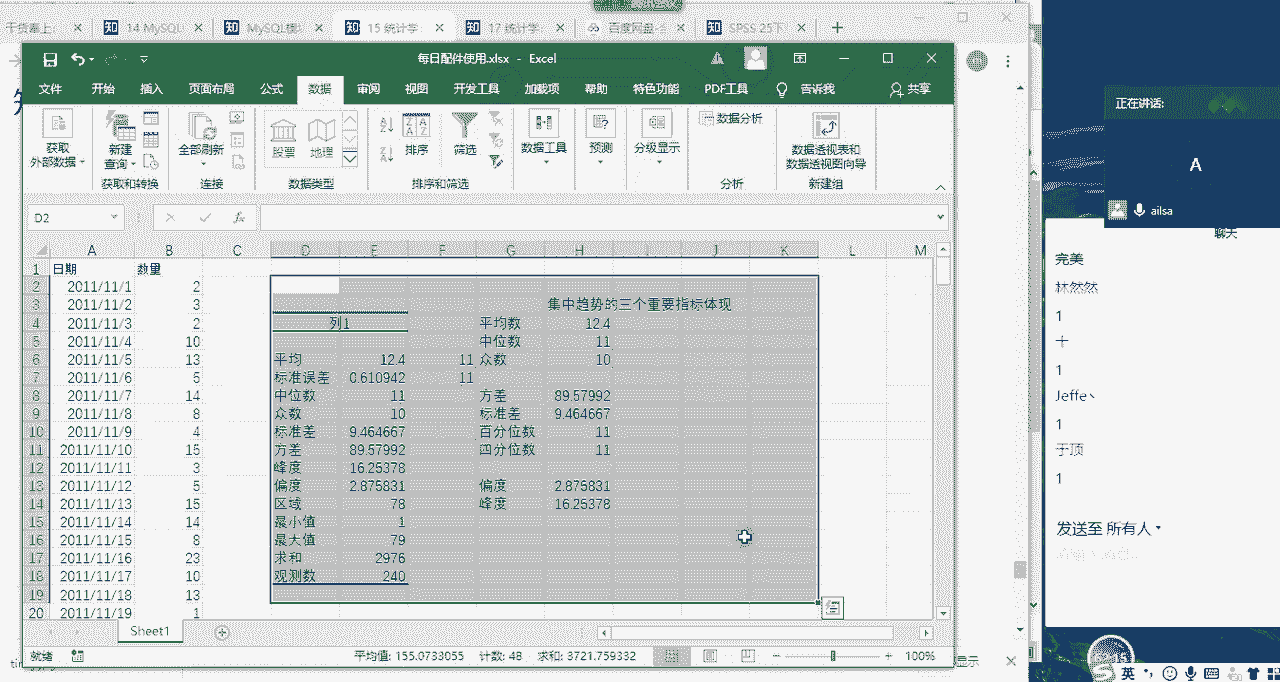 干货塞上: 知 14 MySQL 知 MySQL模 知 15 统计学. 知 17 统计学. 百度网盘- 知 SPSS 25下
每日配件使用.xlsx - Excel
文件 开始 插入 页面布局 公式 数据 审阅 视图 开发工具 加载项 帮助 特色功能 PDF工具 告诉我 共享
获取
外部数据
新建
查询
获取和转换
全部刷新
连接
股票 地理
数据类型
排序 筛选
排序和筛选
数据工具
预测
分级显示
数据分析
分析
数据透视表和
数据透视图向导
新建组
D2 fx
A B C D E F G H I J K L M
1 日期 数量
2 2011/11/1 2
3 2011/11/2 3 集中趋势的三个重要指标体现
4 2011/11/3 2 列1 平均数 12.4
5 2011/11/4 10 中位数 11
6 2011/11/5 13 平均 12.4 11 众数 10
7 2011/11/6 5 标准误差 0.610942 11
8 2011/11/7 14 中位数 11 方差 89.57992
9 2011/11/8 8 众数 10 标准差 9.464667
10 2011/11/9 4 标准差 9.464667 百分位数 11
11 2011/11/10 15 方差 89.57992 四分位数 11
12 2011/11/11 3 峰度 16.25378
13 2011/11/12 5 偏度 2.875831 偏度 2.875831
14 2011/11/13 15 区域 78 峰度 16.25378
15 2011/11/14 14 最小值 1
16 2011/11/15 8 最大值 79
17 2011/11/16 23 求和 2976
18 2011/11/17 10 观测数 240
19 2011/11/18 13
20 2011/11/19 1
Sheet1
就绪 平均值: 155.0733055 计数: 48 求和: 3721.759332 100%
正在讲话:
A
ailsa
聊天
完美
林然然
1
十
1
Jeffe丶
1
于顶
1
发送至 所有人
显示
英